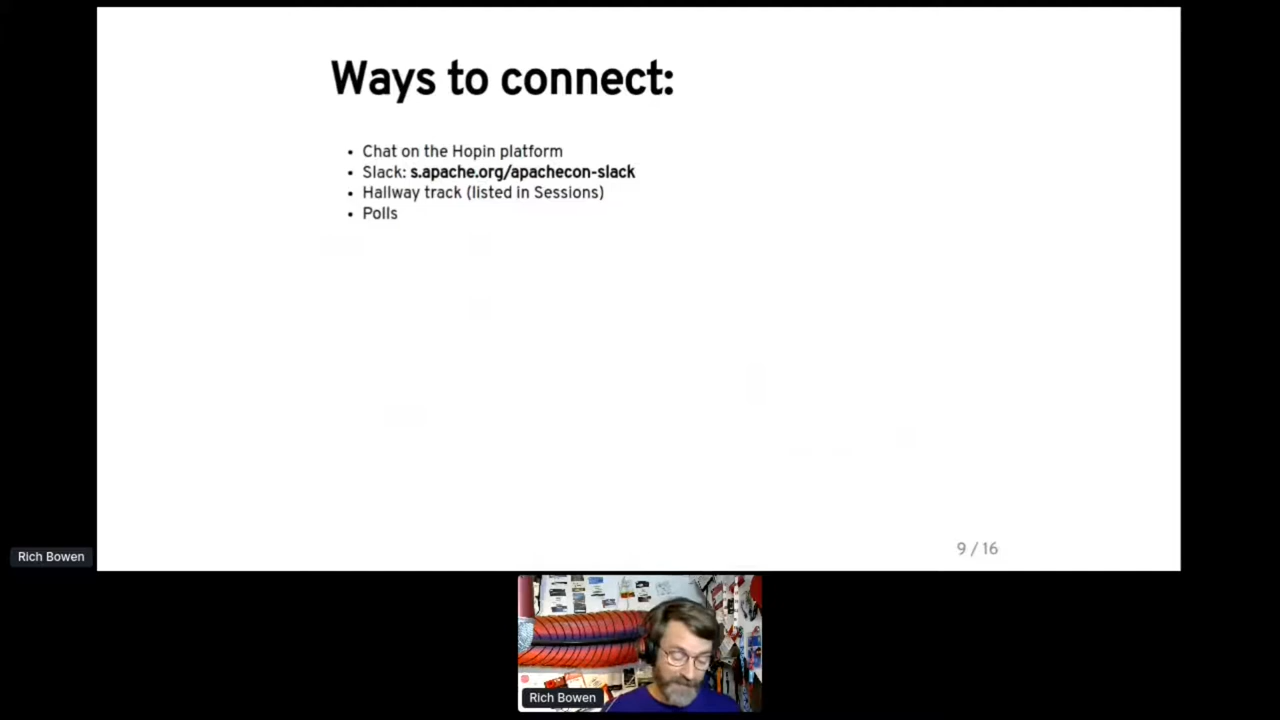 Ways to connect:
• Chat on the Hopin platform
• Slack: s.apache.org/apachecon-slack
• Hallway track (listed in Sessions)
• Polls
9 / 16
Rich Bowen
Rich Bowen